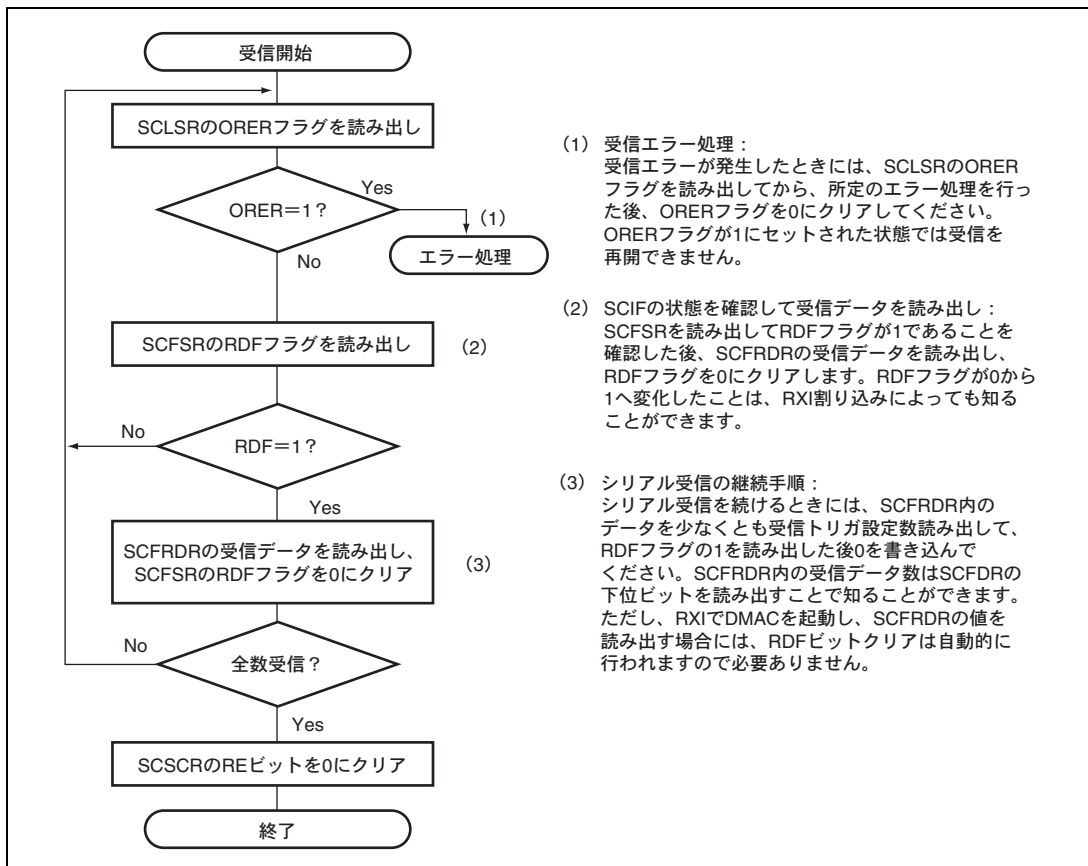 受信開始
SCLSRのORERフラグを読み出し
ORER＝1？
Yes
（1）
エラー処理
No
SCFSRのRDFフラグを読み出し
（2）
No
RDF＝1？
Yes
SCFRDRの受信データを読み出し、
SCFSRのRDFフラグを0にクリア
（3）
No
全数受信？
Yes
SCSCRのREビットを0にクリア
終了
（1） 受信エラー処理：
受信エラーが発生したときには、SCLSRのORER
フラグを読み出してから、所定のエラー処理を行っ
た後、ORERフラグを0にクリアしてください。
ORERフラグが1にセットされた状態では受信を
再開できません。
（2） SCIFの状態を確認して受信データを読み出し：
SCFSRを読み出してRDFフラグが1であることを
確認した後、SCFRDRの受信データを読み出し、
RDFフラグを0にクリアします。RDFフラグが0から
1へ変化したことは、RXI割り込みによっても知る
ことができます。
（3） シリアル受信の継続手順：
シリアル受信を続けるときには、SCFRDR内の
データを少なくとも受信トリガ設定数読み出して、
RDFフラグの1を読み出した後0を書き込んで
ください。SCFRDR内の受信データ数はSCFDRの
下位ビットを読み出すことで知ることができます。
ただし、RXIでDMACを起動し、SCFRDRの値を
読み出す場合には、RDFビットクリアは自動的に
行われますので必要ありません。